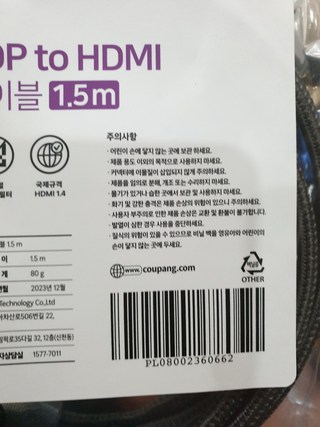 DP to HDMI
이블 1.5m
주의사항
· 어린이 손에 닿지 않는 곳에 보관 하세요.
· 제품 용도 이외의 목적으로 사용하지 마세요.
· 커넥터에 이물질이 삽입되지 않게 주의하세요.
· 제품을 임의로 분해, 개조 또는 수리하지 마세요.
· 물기가 있거나 습한 곳에서 보관 및 사용하지 마세요.
· 화기 및 강한 충격은 제품 손상의 위험이 있으니 주의하세요.
· 사용자 부주의로 인한 제품 손상은 교환 및 환불이 불가합니다.
· 발열이 심한 경우 사용을 중단하세요.
· 질식의 위험이 있을 수 있으므로 비닐 백을 영유아와 어린이의
손이 닿지 않는 곳에 두세요.
필터
국제규격
HDMI 1.4
블 1.5 m
이 1.5 m
게 80 g
월 2023년 12월
Technology Co.,Ltd
자상담실 1577-7011
www. coupang.com
OTHER
PL08002360662